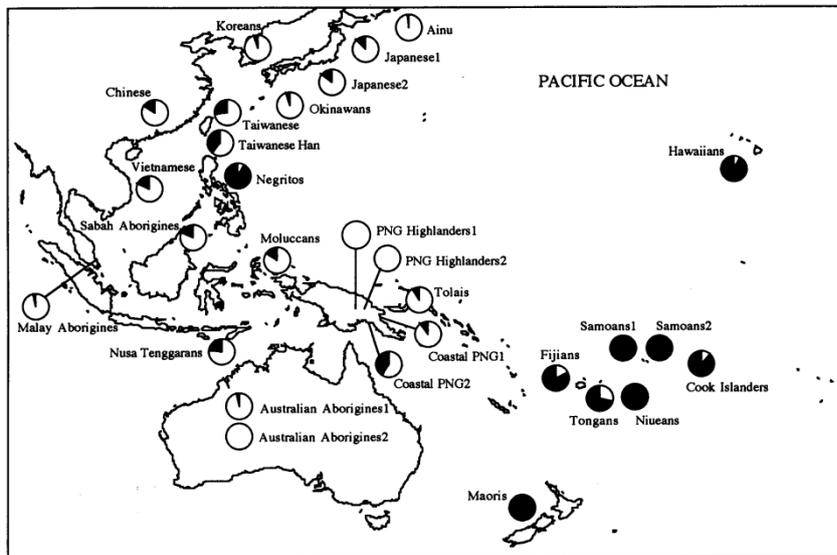 Koreans
Ainu
Japanese1
Japanese2
PACIFIC OCEAN
Chinese
Okinawans
Taiwanese
Taiwanese Han
Hawaiians
Vietnamese
Negritos
Sabah Aborigines
Moluccans
PNG Highlanders1
PNG Highlanders2
Tolais
Malay Aborigines
Samoans1
Samoans2
Nusa Tenggarans
Coastal PNG1
Fijians
Coastal PNG2
Cook Islanders
Australian Aborigines1
Tongans
Niueans
Australian Aborigines2
Maoris